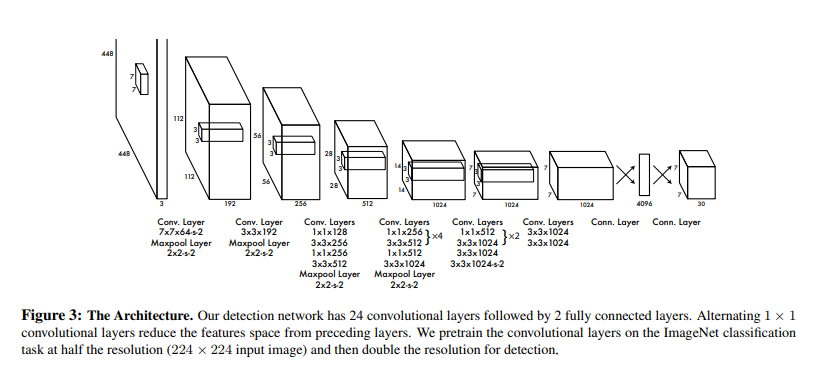 448
7
7
448
3
112
3
3
112
192
56
3
3
56
256
28
3
3
28
512
14
3
3
14
1024
7
3
3
7
1024
7
7
1024
4096
7
7
30
Conv. Layer
7x7x64-s-2
Maxpool Layer
2x2-s-2
Conv. Layer
3x3x192
Maxpool Layer
2x2-s-2
Conv. Layers
1x1x128
3x3x256
1x1x256
3x3x512
Maxpool Layer
2x2-s-2
Conv. Layers
1x1x256
3x3x512
}×4
1x1x512
3x3x1024
Maxpool Layer
2x2-s-2
Conv. Layers
1x1x512
3x3x1024
}×2
3x3x1024
3x3x1024-s-2
Conv. Layers
3x3x1024
3x3x1024
Conn. Layer
Conn. Layer
Figure 3: The Architecture. Our detection network has 24 convolutional layers followed by 2 fully connected layers. Alternating 1 × 1
convolutional layers reduce the features space from preceding layers. We pretrain the convolutional layers on the ImageNet classification
task at half the resolution (224 × 224 input image) and then double the resolution for detection.